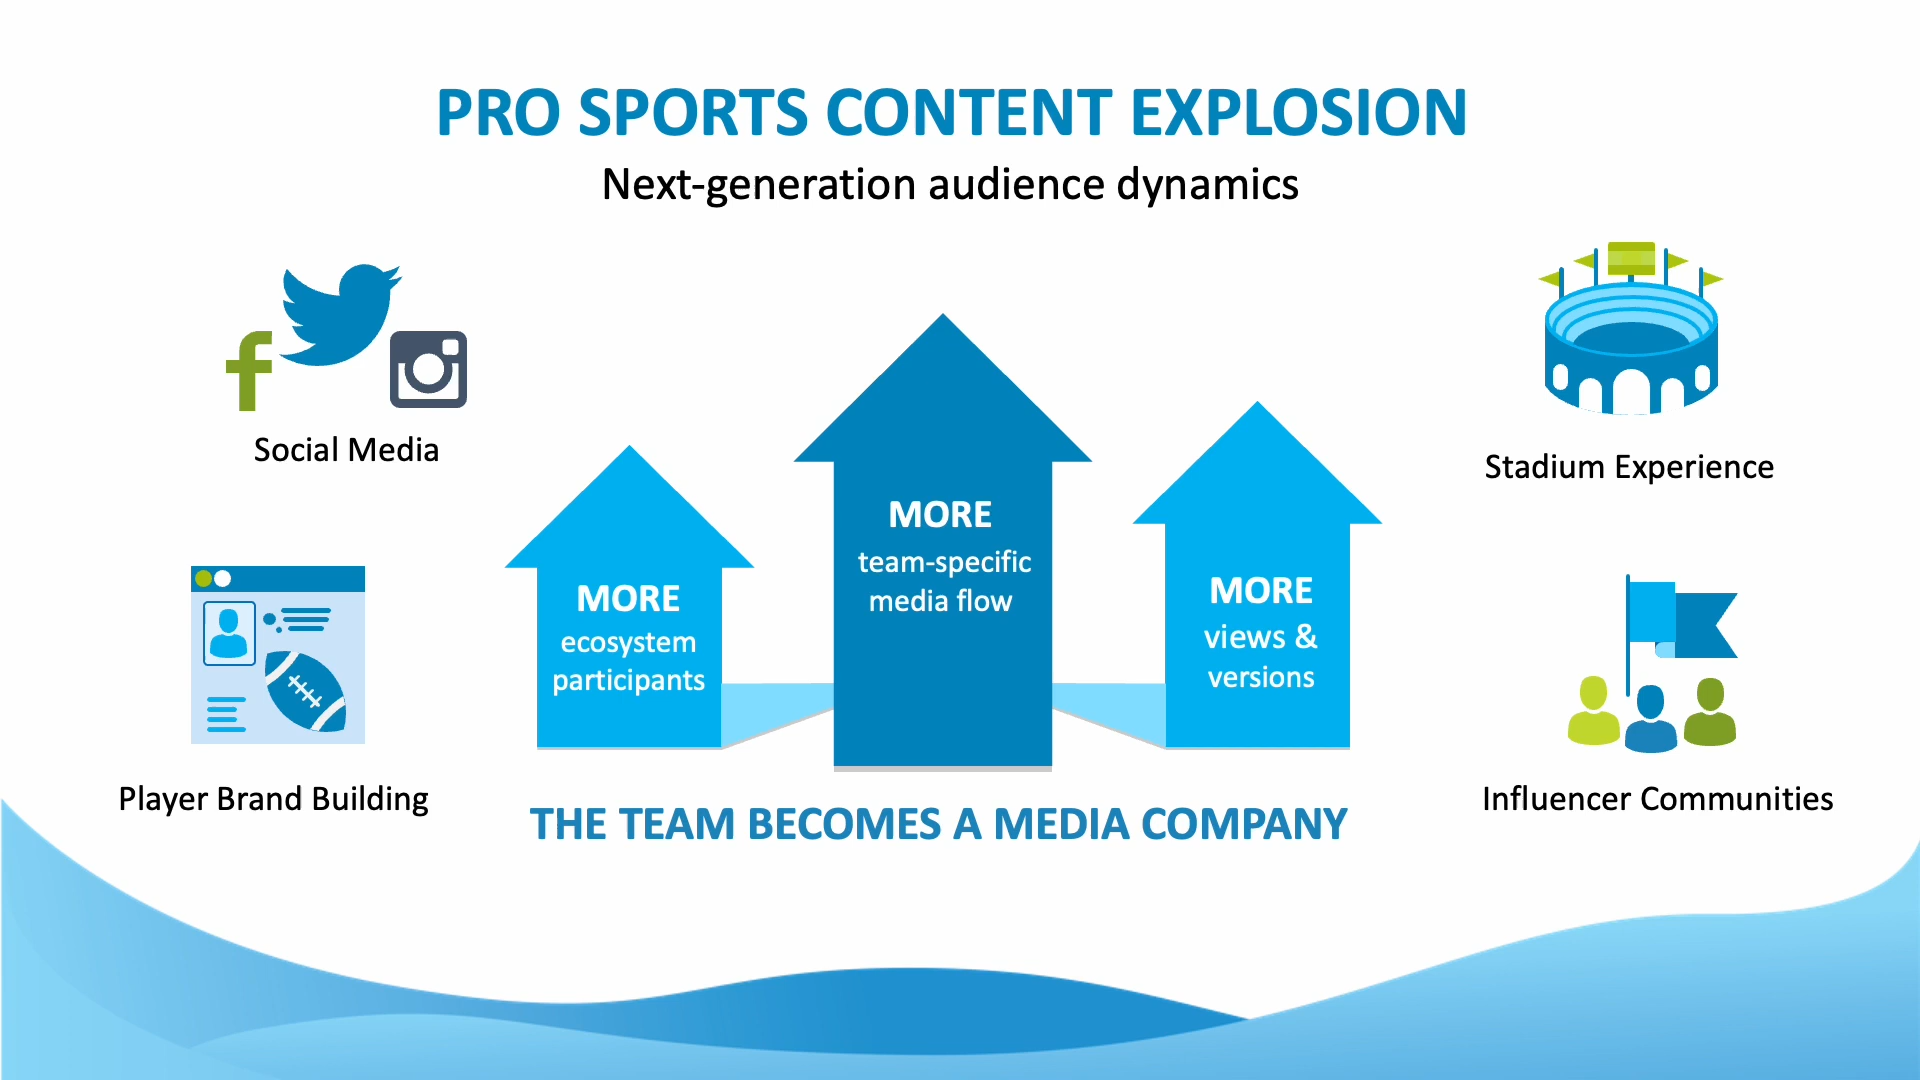 PRO SPORTS CONTENT EXPLOSION
Next-generation audience dynamics
Social Media
Player Brand Building
MORE
ecosystem
participants
MORE
team-specific
media flow
MORE
views &
versions
THE TEAM BECOMES A MEDIA COMPANY
Stadium Experience
Influencer Communities